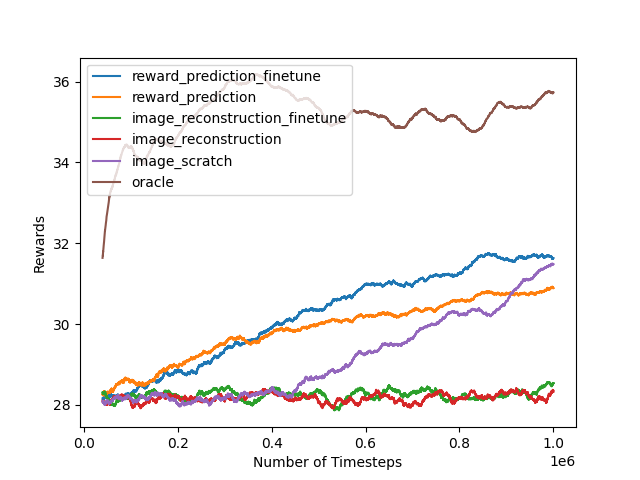 reward_prediction_finetune
reward_prediction
image_reconstruction_finetune
image_reconstruction
image_scratch
oracle
36
34
32
30
28
Rewards
0.0
0.2
0.4
0.6
0.8
1.0
1e6
Number of Timesteps